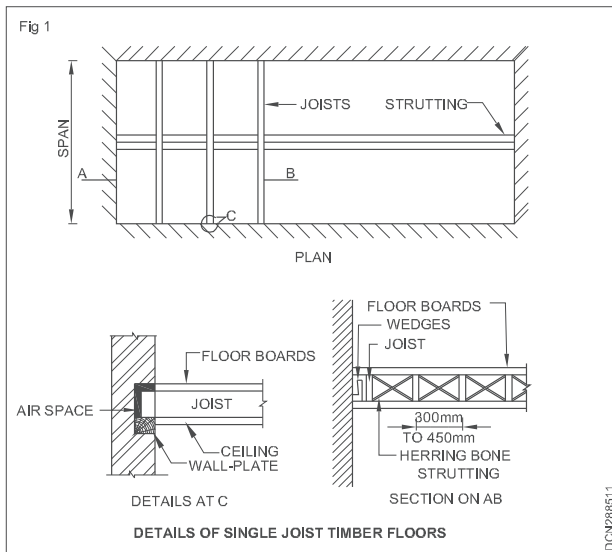 Fig 1
JOISTS
STRUTTING
SPAN
A
B
C
PLAN
FLOOR BOARDS
JOIST
AIR SPACE
CEILING
WALL-PLATE
DETAILS AT C
FLOOR BOARDS
WEDGES
JOIST
300mm
TO 450mm
HERRING BONE
STRUTTING
SECTION ON AB
DETAILS OF SINGLE JOIST TIMBER FLOORS
DCN288511